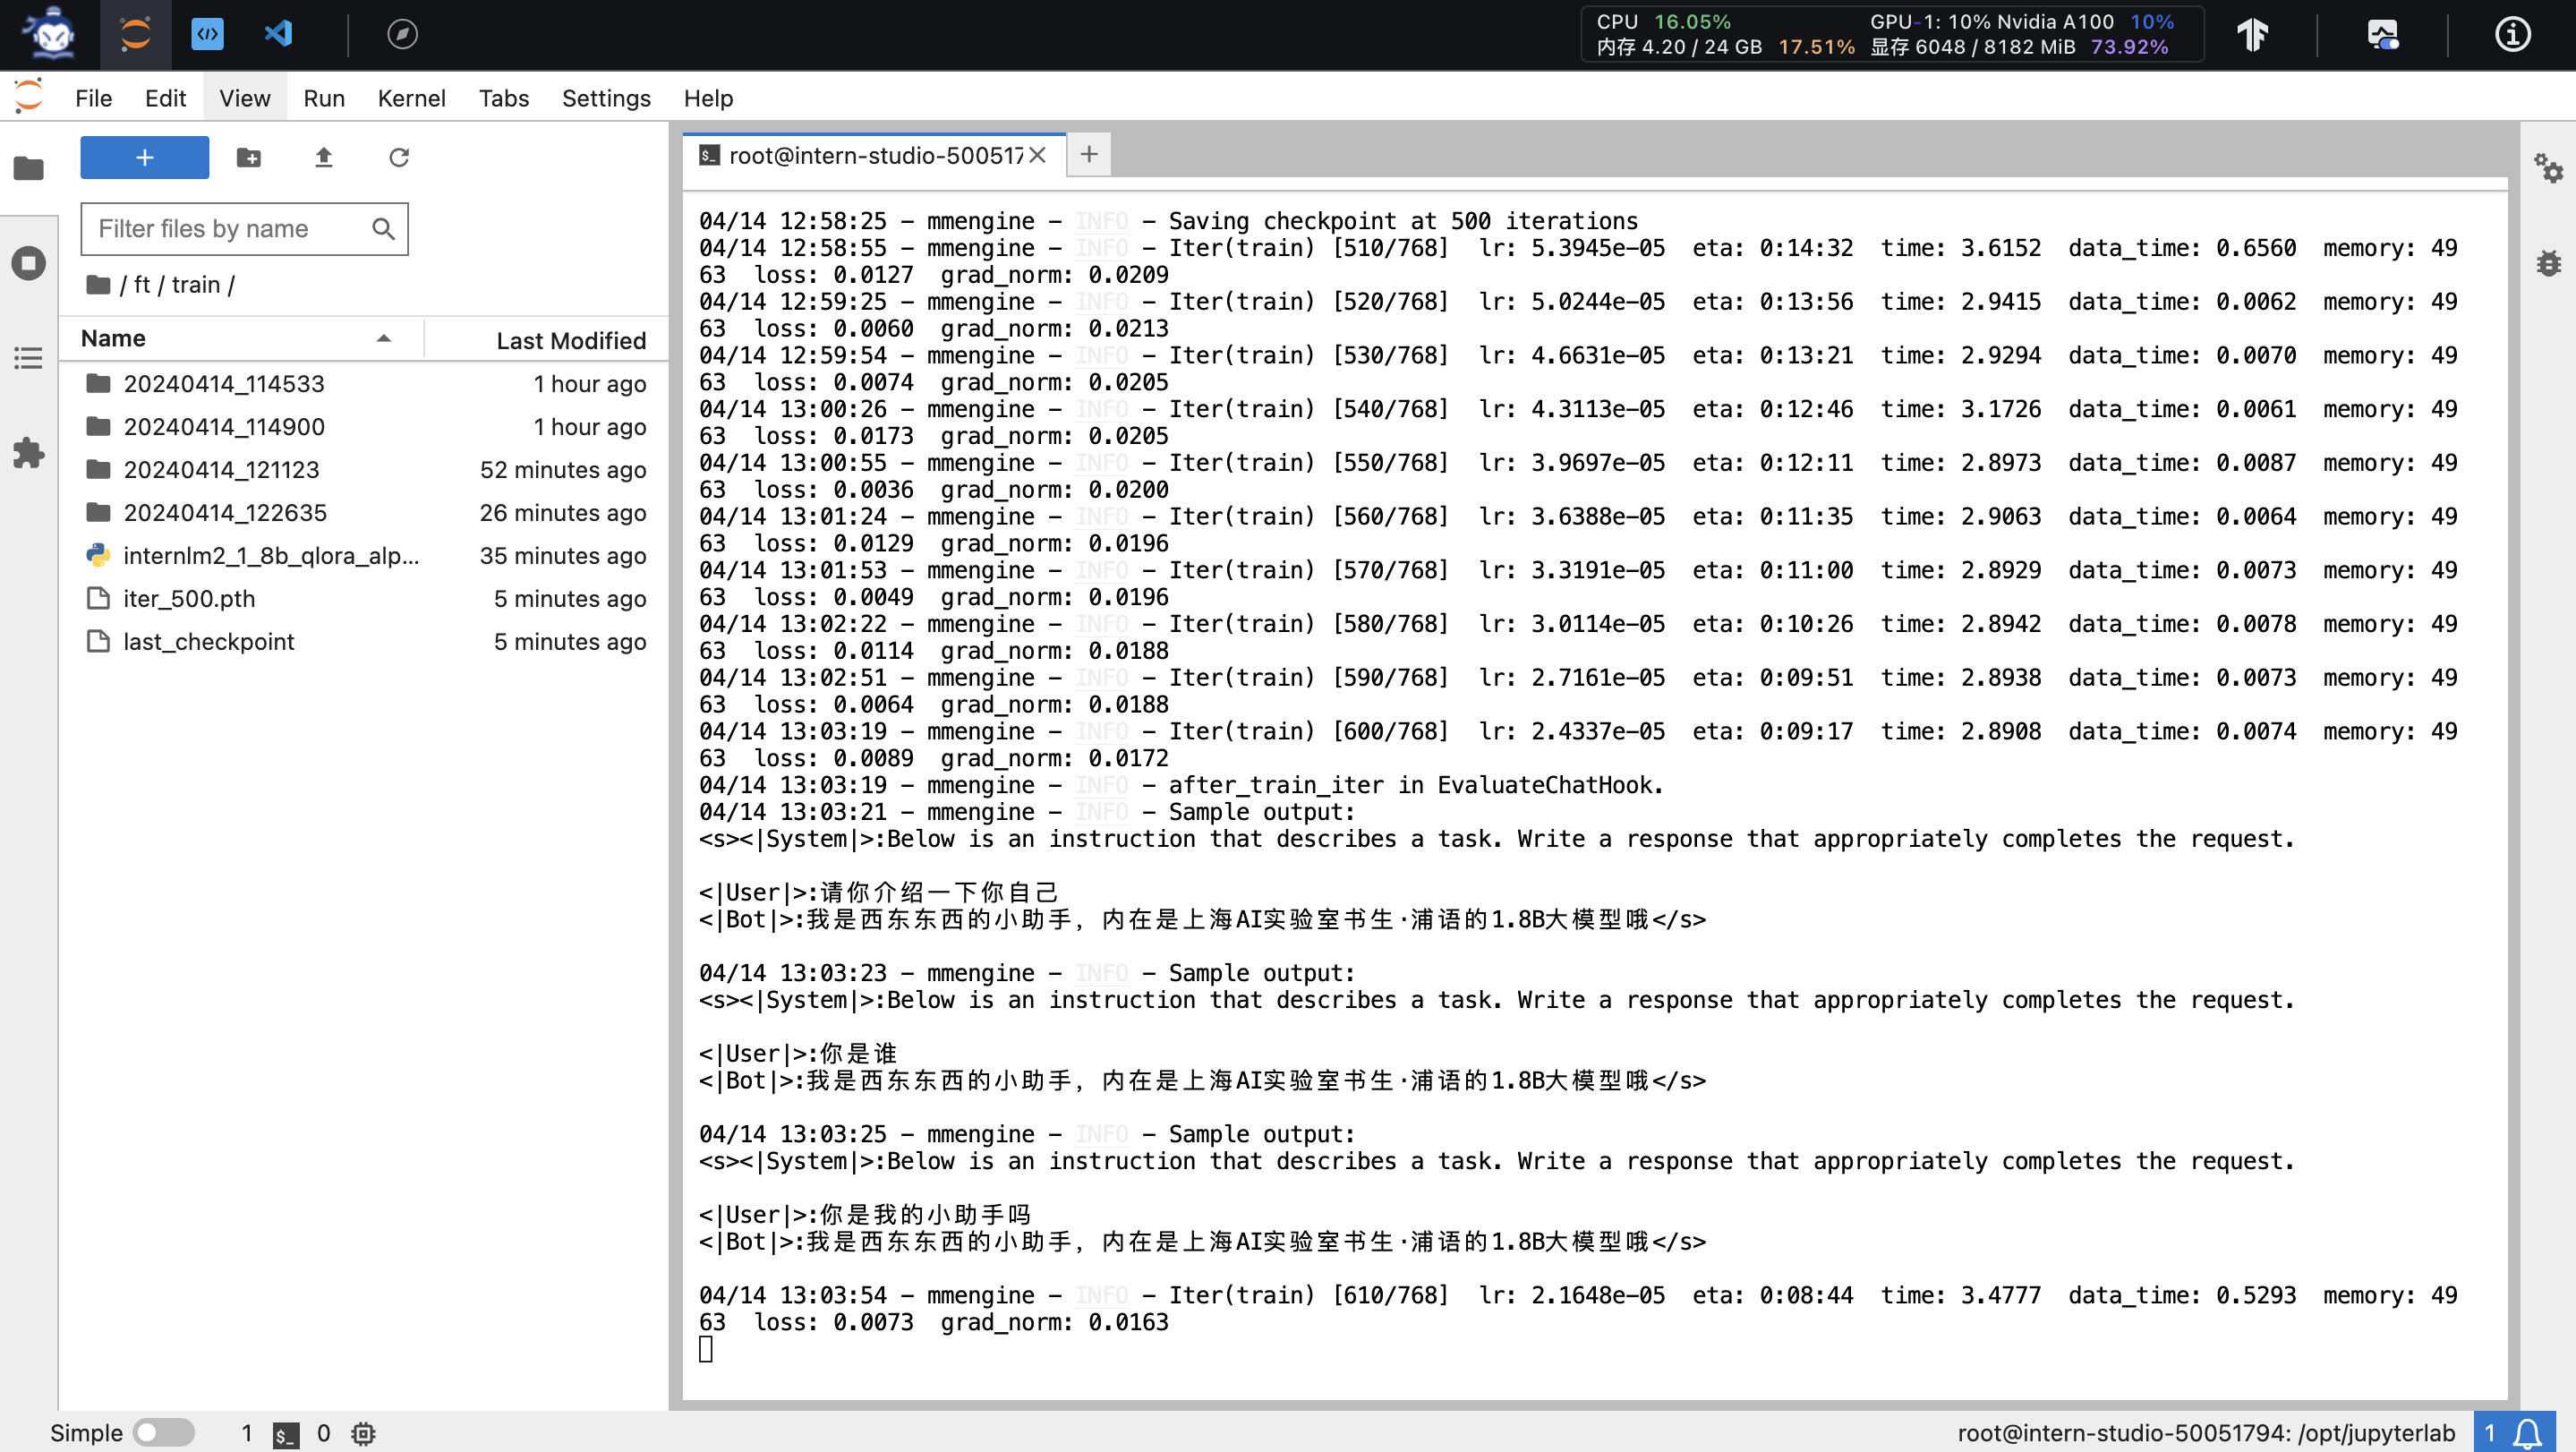 CPU 16.05% GPU-1: 10% Nvidia A100 10%
内存 4.20 / 24 GB 17.51% 显存 6048 / 8182 MiB 73.92%
File Edit View Run Kernel Tabs Settings Help
+
root@intern-studio-500517
Filter files by name
/ ft / train /
Name Last Modified
20240414_114533 1 hour ago
20240414_114900 1 hour ago
20240414_121123 52 minutes ago
20240414_122635 26 minutes ago
internlm2_1_8b_qlora_alp... 35 minutes ago
iter_500.pth 5 minutes ago
last_checkpoint 5 minutes ago
04/14 12:58:25 - mmengine - INFO - Saving checkpoint at 500 iterations
04/14 12:58:55 - mmengine - INFO - Iter(train) [510/768] lr: 5.3945e-05 eta: 0:14:32 time: 3.6152 data_time: 0.6560 memory: 49
63 loss: 0.0127 grad_norm: 0.0209
04/14 12:59:25 - mmengine - INFO - Iter(train) [520/768] lr: 5.0244e-05 eta: 0:13:56 time: 2.9415 data_time: 0.0062 memory: 49
63 loss: 0.0060 grad_norm: 0.0213
04/14 12:59:54 - mmengine - INFO - Iter(train) [530/768] lr: 4.6631e-05 eta: 0:13:21 time: 2.9294 data_time: 0.0070 memory: 49
63 loss: 0.0074 grad_norm: 0.0205
04/14 13:00:26 - mmengine - INFO - Iter(train) [540/768] lr: 4.3113e-05 eta: 0:12:46 time: 3.1726 data_time: 0.0061 memory: 49
63 loss: 0.0173 grad_norm: 0.0205
04/14 13:00:55 - mmengine - INFO - Iter(train) [550/768] lr: 3.9697e-05 eta: 0:12:11 time: 2.8973 data_time: 0.0087 memory: 49
63 loss: 0.0036 grad_norm: 0.0200
04/14 13:01:24 - mmengine - INFO - Iter(train) [560/768] lr: 3.6388e-05 eta: 0:11:35 time: 2.9063 data_time: 0.0064 memory: 49
63 loss: 0.0129 grad_norm: 0.0196
04/14 13:01:53 - mmengine - INFO - Iter(train) [570/768] lr: 3.3191e-05 eta: 0:11:00 time: 2.8929 data_time: 0.0073 memory: 49
63 loss: 0.0049 grad_norm: 0.0196
04/14 13:02:22 - mmengine - INFO - Iter(train) [580/768] lr: 3.0114e-05 eta: 0:10:26 time: 2.8942 data_time: 0.0078 memory: 49
63 loss: 0.0114 grad_norm: 0.0188
04/14 13:02:51 - mmengine - INFO - Iter(train) [590/768] lr: 2.7161e-05 eta: 0:09:51 time: 2.8938 data_time: 0.0073 memory: 49
63 loss: 0.0064 grad_norm: 0.0188
04/14 13:03:19 - mmengine - INFO - Iter(train) [600/768] lr: 2.4337e-05 eta: 0:09:17 time: 2.8908 data_time: 0.0074 memory: 49
63 loss: 0.0089 grad_norm: 0.0172
04/14 13:03:19 - mmengine - INFO - after_train_iter in EvaluateChatHook.
04/14 13:03:21 - mmengine - INFO - Sample output:
<s><|System|>:Below is an instruction that describes a task. Write a response that appropriately completes the request.
<|User|>:请你介绍一下你自己
<|Bot|>:我是西东东西的小助手，内在是上海AI实验室书生·浦语的1.8B大模型哦</s>
04/14 13:03:23 - mmengine - INFO - Sample output:
<s><|System|>:Below is an instruction that describes a task. Write a response that appropriately completes the request.
<|User|>:你是谁
<|Bot|>:我是西东东西的小助手，内在是上海AI实验室书生·浦语的1.8B大模型哦</s>
04/14 13:03:25 - mmengine - INFO - Sample output:
<s><|System|>:Below is an instruction that describes a task. Write a response that appropriately completes the request.
<|User|>:你是我的小助手吗
<|Bot|>:我是西东东西的小助手，内在是上海AI实验室书生·浦语的1.8B大模型哦</s>
04/14 13:03:54 - mmengine - INFO - Iter(train) [610/768] lr: 2.1648e-05 eta: 0:08:44 time: 3.4777 data_time: 0.5293 memory: 49
63 loss: 0.0073 grad_norm: 0.0163
Simple 1 0 root@intern-studio-50051794: /opt/jupyterlab 1